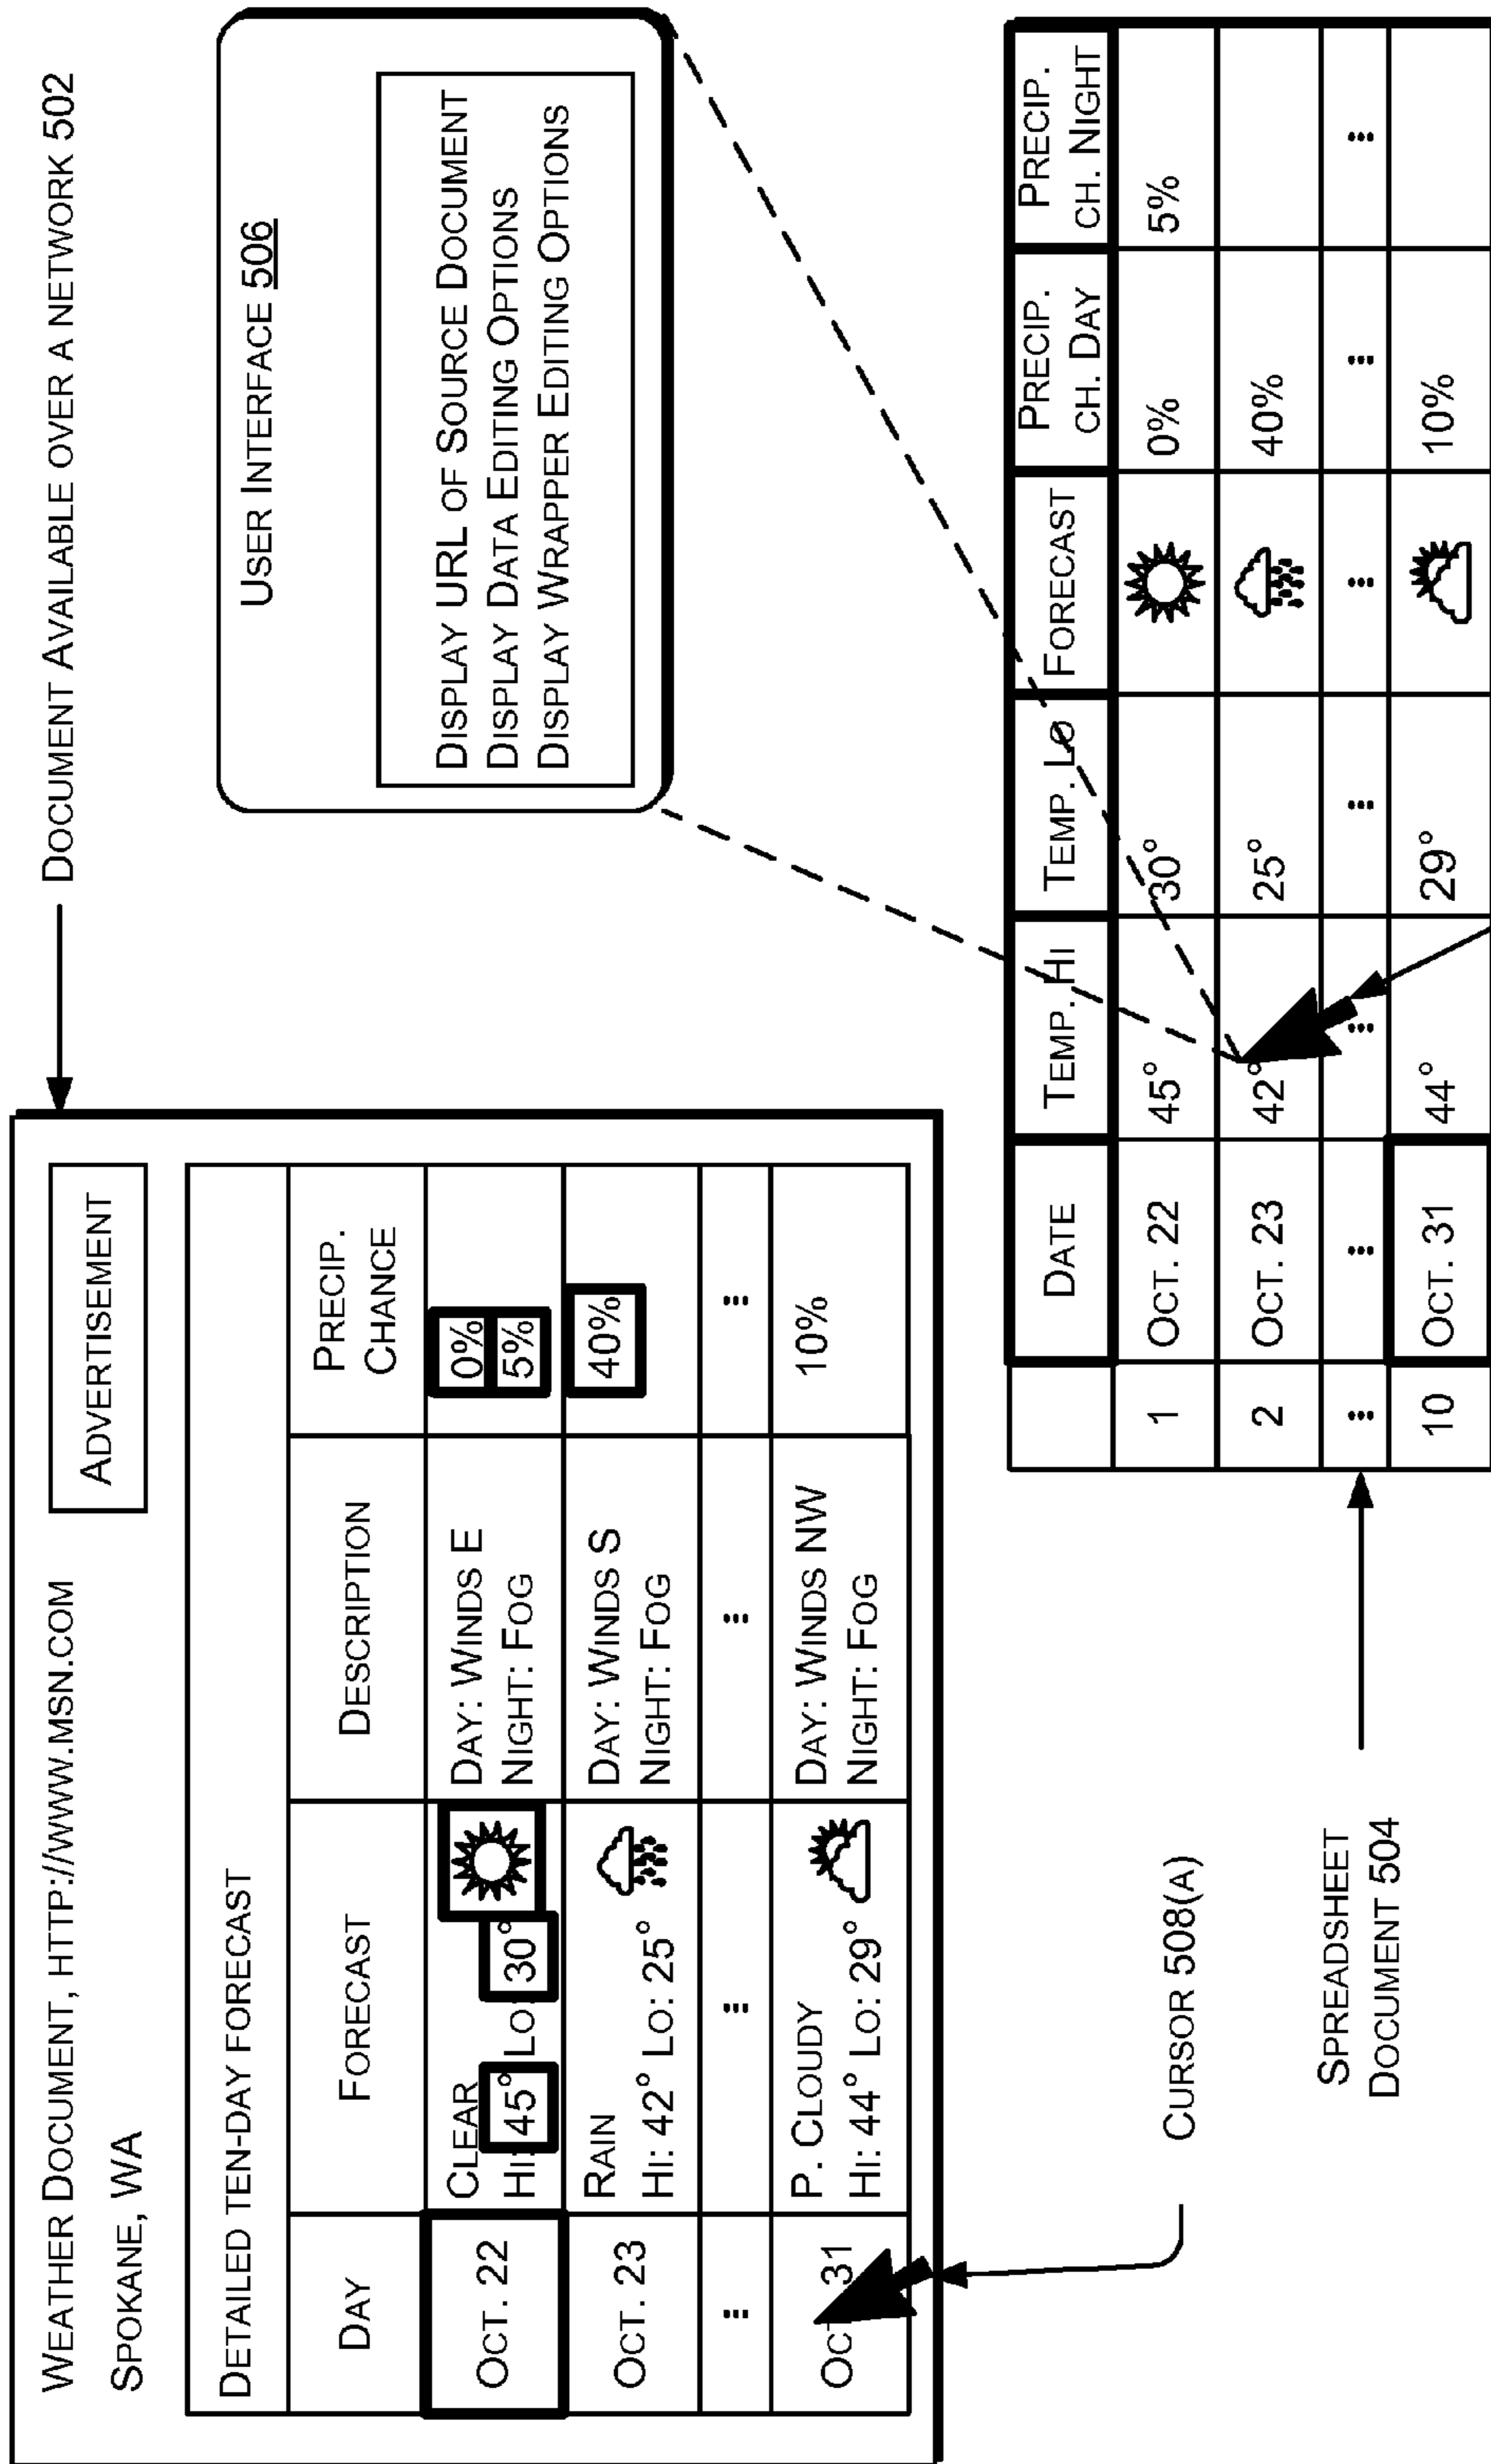 WEATHER DOCUMENT, HTTP://WWW.MSN.COM
SPOKANE, WA
ADVERTISEMENT
DETAILED TEN-DAY FORECAST
DAY FORECAST DESCRIPTION PRECIP. CHANCE
OCT. 22
CLEAR
HI: 45° LO: 30°
DAY: WINDS E
NIGHT: FOG
0%
5%
OCT. 23
RAIN
HI: 42° LO: 25°
DAY: WINDS S
NIGHT: FOG
40%
⋮ ⋮ ⋮ ⋮
OCT 31
P. CLOUDY
HI: 44° LO: 29°
DAY: WINDS NW
NIGHT: FOG
10%
DOCUMENT AVAILABLE OVER A NETWORK 502
USER INTERFACE 506
DISPLAY URL OF SOURCE DOCUMENT
DISPLAY DATA EDITING OPTIONS
DISPLAY WRAPPER EDITING OPTIONS
CURSOR 508(A)
SPREADSHEET
DOCUMENT 504
DATE TEMP. HI TEMP. LO FORECAST PRECIP. CH. DAY PRECIP. CH. NIGHT
1 OCT. 22 45° 30° 0% 5%
2 OCT. 23 42° 25° 40%
⋮ ⋮ ⋮ ⋮ ⋮ ⋮ ⋮
10 OCT. 31 44° 29° 10%